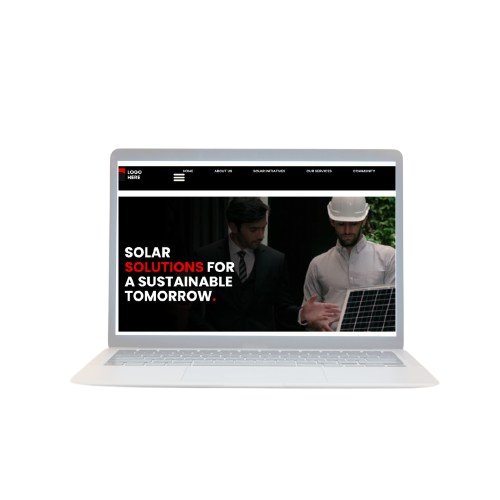 LOGO
HERE
HOME
ABOUT US
SOLAR INITIATIVES
OUR SERVICES
COMMUNITY
SOLAR
SOLUTIONS FOR
A SUSTAINABLE
TOMORROW.